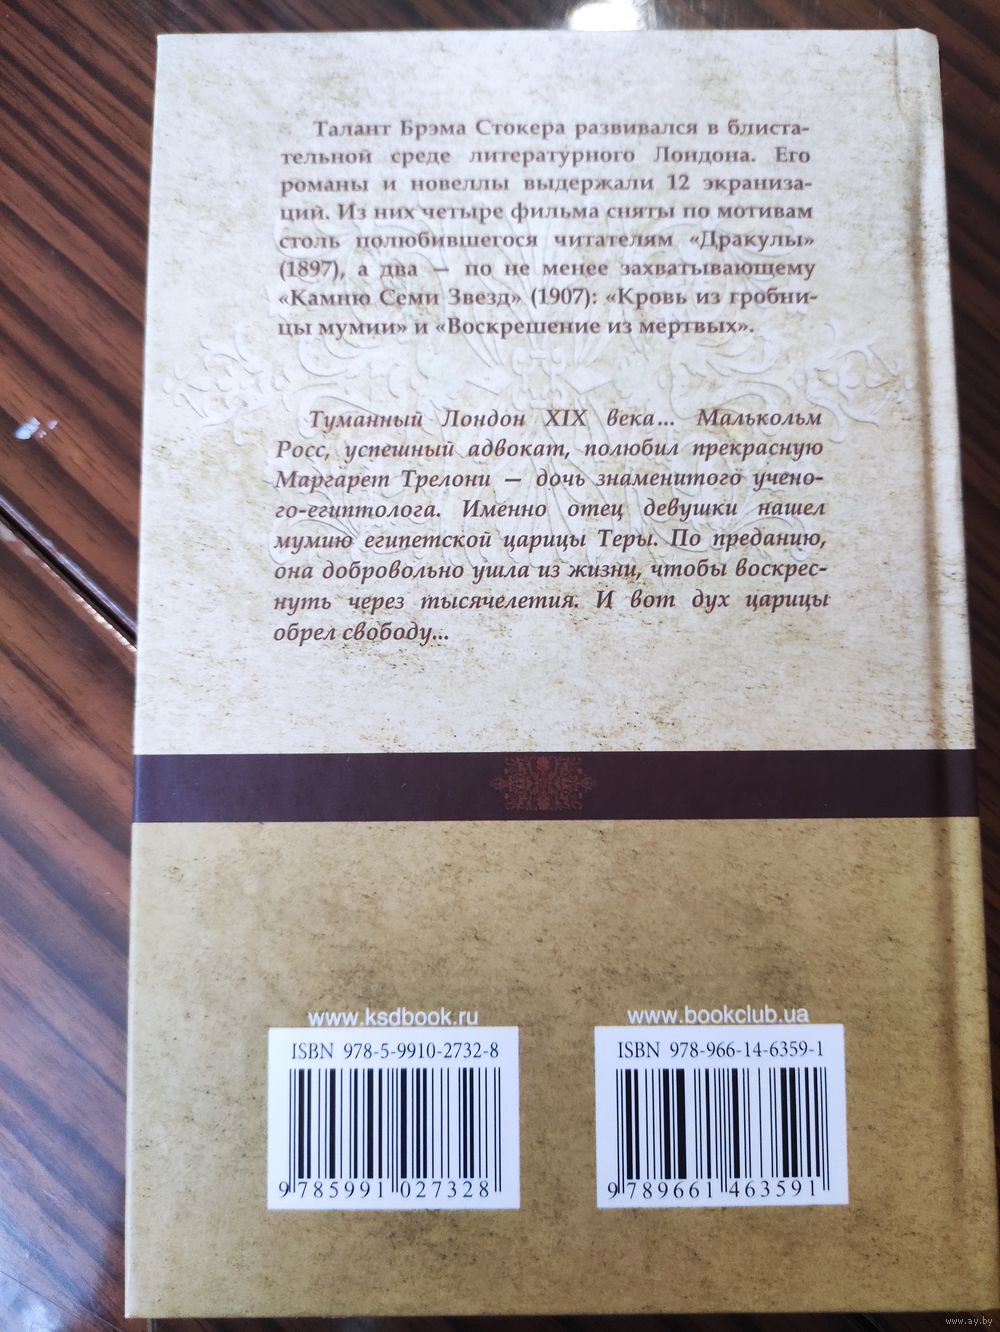 Талант Брэма Стокера развивался в блиста-
тельной среде литературного Лондона. Его
романы и новеллы выдержали 12 экраниза-
ций. Из них четыре фильма сняты по мотивам
столь полюбившегося читателям «Дракулы»
(1897), а два — по не менее захватывающему
«Камню Семи Звезд» (1907): «Кровь из гробни-
цы мумии» и «Воскрешение из мертвых».
Туманный Лондон XIX века... Малькольм
Росс, успешный адвокат, полюбил прекрасную
Маргарет Трелони — дочь знаменитого учено-
го-египтолога. Именно отец девушки нашел
мумию египетской царицы Теры. По преданию,
она добровольно ушла из жизни, чтобы воскрес-
нуть через тысячелетия. И вот дух царицы
обрел свободу...
www.ksdbook.ru
ISBN 978-5-9910-2732-8
9 785991 027328
www.bookclub.ua
ISBN 978-966-14-6359-1
9 789661 463591
www.ay.by